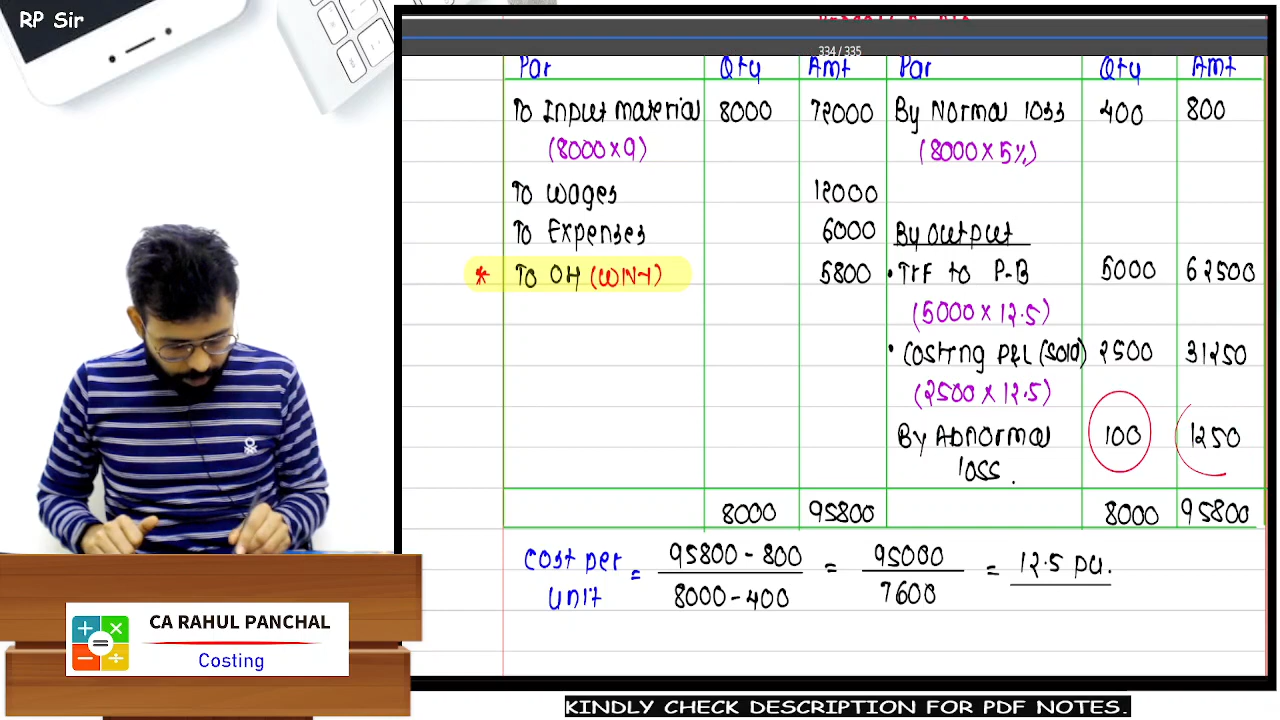 RP Sir
334 / 335
Par Qty Amt Par Qty Amt
To Input material 8000 72000 By Normal loss 400 800
(8000 x 9) (8000 x 5%)
To Wages 12000
To Expenses 6000 By Output
* To OH (WN-1) 5800 • Trf to P-B 5000 62500
(5000 x 12.5)
• Costing P&L (Sold) 2500 31250
(2500 x 12.5)
By Abnormal 100 1250
loss.
8000 95800 8000 95800
Cost per unit = 95800 - 800 / 8000 - 400 = 95000 / 7600 = 12.5 pu.
CA RAHUL PANCHAL
Costing
KINDLY CHECK DESCRIPTION FOR PDF NOTES.